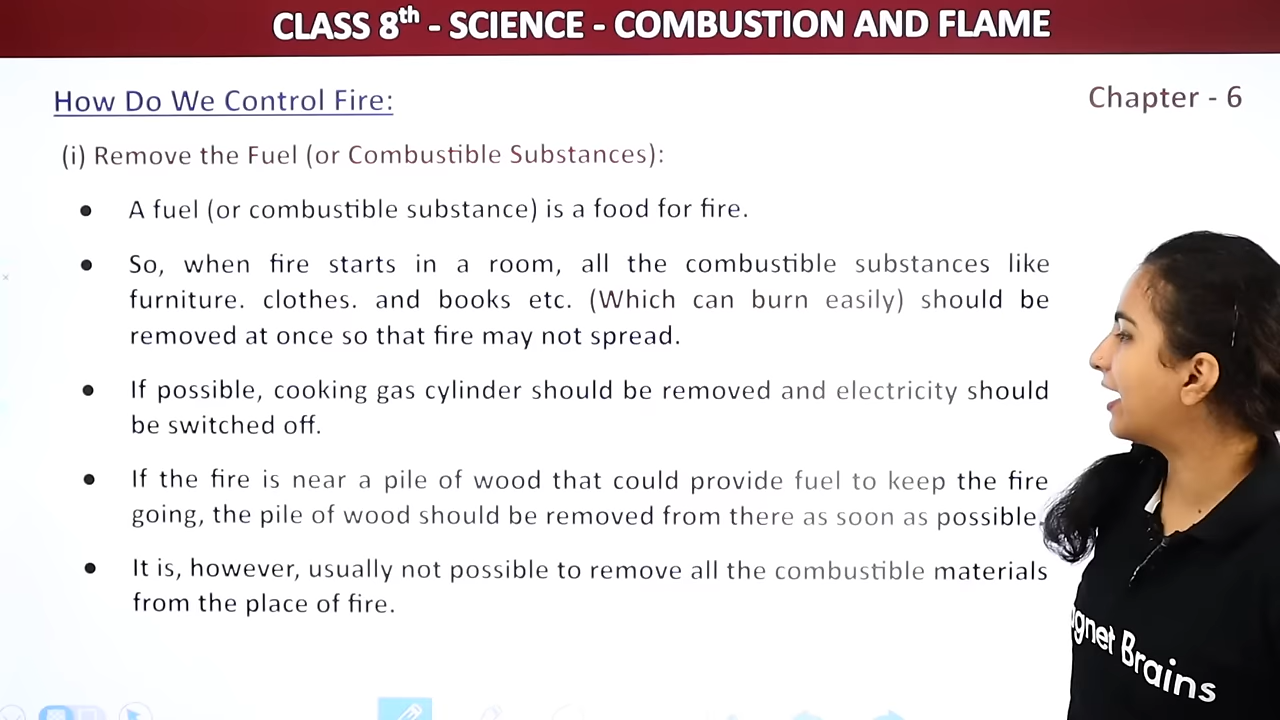 CLASS 8th - SCIENCE - COMBUSTION AND FLAME
How Do We Control Fire:
Chapter - 6
(i) Remove the Fuel (or Combustible Substances):
● A fuel (or combustible substance) is a food for fire.
● So, when fire starts in a room, all the combustible substances like
furniture. clothes. and books etc. (Which can burn easily) should be
removed at once so that fire may not spread.
● If possible, cooking gas cylinder should be removed and electricity should
be switched off.
● If the fire is near a pile of wood that could provide fuel to keep the fire
going, the pile of wood should be removed from there as soon as possible.
● It is, however, usually not possible to remove all the combustible materials
from the place of fire.
Brains